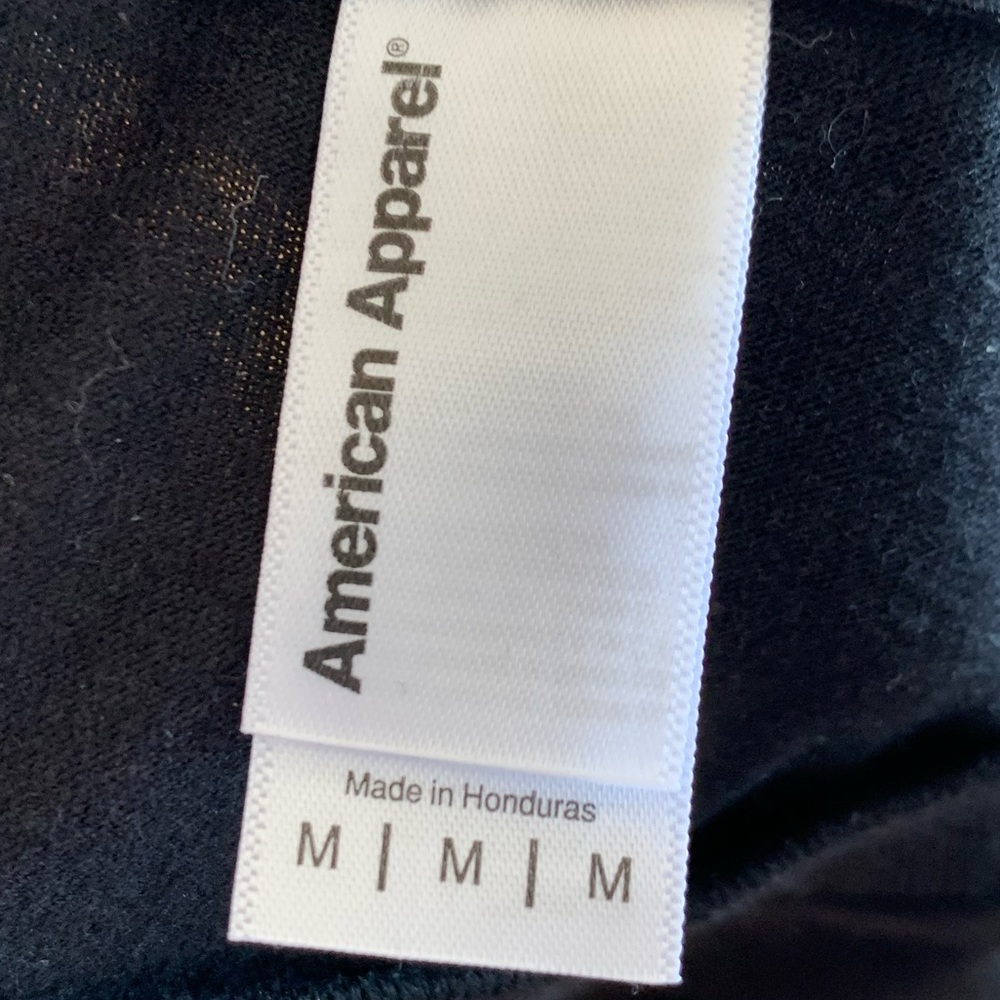 American Apparel®
Made in Honduras
M | M | M